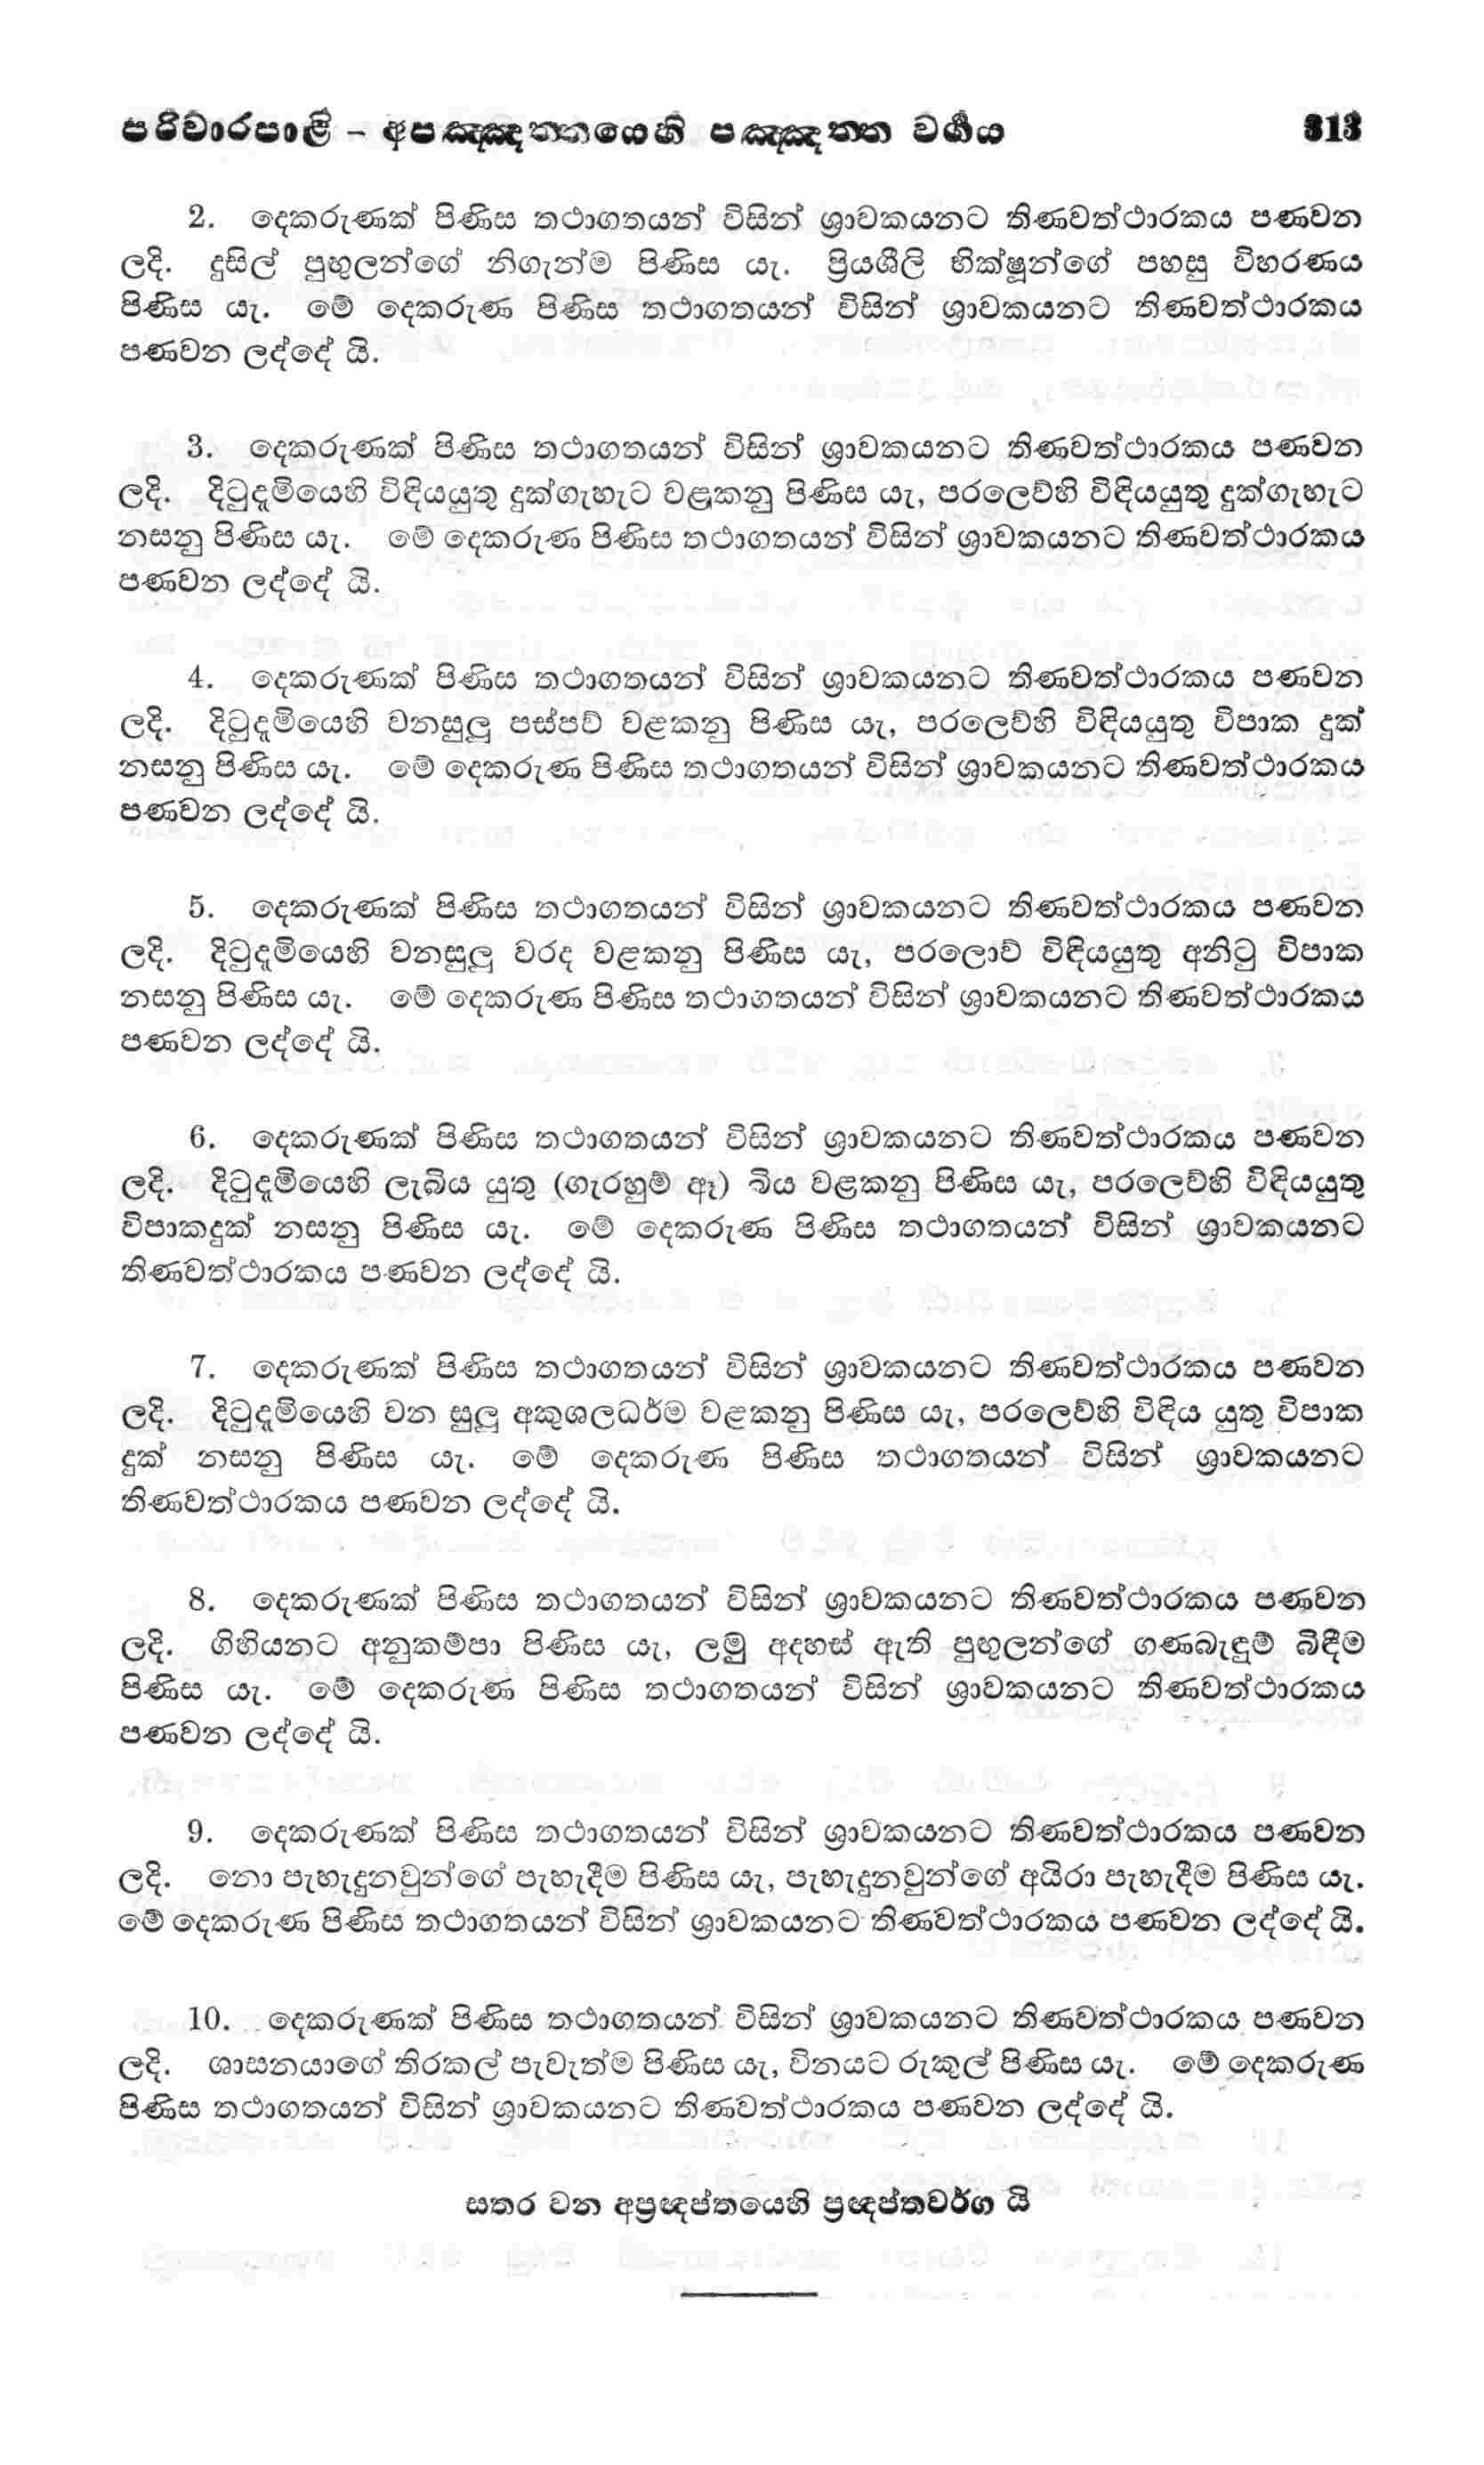 පරිවාරපාළි - අපඤ්ඤත්තයෙහි පඤ්ඤත්ත වර්‍ගය 313
2. දෙකරුණක් පිණිස තථාගතයන් විසින් ශ්‍රාවකයනට තිණවත්ථාරකය පණවන
ලදි. දුසිල් පුඟුලන්ගේ නිගැන්ම පිණිස යැ. ප්‍රියශීලි භික්ෂූන්ගේ පහසු විහරණය
පිණිස යැ. මේ දෙකරුණ පිණිස තථාගතයන් විසින් ශ්‍රාවකයනට තිණවත්ථාරකය
පණවන ලද්දේ යි.
3. දෙකරුණක් පිණිස තථාගතයන් විසින් ශ්‍රාවකයනට තිණවත්ථාරකය පණවන
ලදි. දිටුදැමියෙහි විඳියයුතු දුක්ගැහැට වළකනු පිණිස යැ, පරලෙව්හි විඳියයුතු දුක්ගැහැට
නසනු පිණිස යැ. මේ දෙකරුණ පිණිස තථාගතයන් විසින් ශ්‍රාවකයනට තිණවත්ථාරකය
පණවන ලද්දේ යි.
4. දෙකරුණක් පිණිස තථාගතයන් විසින් ශ්‍රාවකයනට තිණවත්ථාරකය පණවන
ලදි. දිටුදැමියෙහි වනසුලු පස්පව් වළකනු පිණිස යැ, පරලෙව්හි විඳියයුතු විපාක දුක්
නසනු පිණිස යැ. මේ දෙකරුණ පිණිස තථාගතයන් විසින් ශ්‍රාවකයනට තිණවත්ථාරකය
පණවන ලද්දේ යි.
5. දෙකරුණක් පිණිස තථාගතයන් විසින් ශ්‍රාවකයනට තිණවත්ථාරකය පණවන
ලදි. දිටුදැමියෙහි වනසුලු වරද වළකනු පිණිස යැ, පරලොව් විඳියයුතු අනිටු විපාක
නසනු පිණිස යැ. මේ දෙකරුණ පිණිස තථාගතයන් විසින් ශ්‍රාවකයනට තිණවත්ථාරකය
පණවන ලද්දේ යි.
6. දෙකරුණක් පිණිස තථාගතයන් විසින් ශ්‍රාවකයනට තිණවත්ථාරකය පණවන
ලදි. දිටුදැමියෙහි ලැබිය යුතු (ගැරහුම් ඈ) බිය වළකනු පිණිස යැ, පරලෙව්හි විඳියයුතු
විපාකදුක් නසනු පිණිස යැ. මේ දෙකරුණ පිණිස තථාගතයන් විසින් ශ්‍රාවකයනට
තිණවත්ථාරකය පණවන ලද්දේ යි.
7. දෙකරුණක් පිණිස තථාගතයන් විසින් ශ්‍රාවකයනට තිණවත්ථාරකය පණවන
ලදි. දිටුදැමියෙහි වන සුලු අකුශලධර්ම වළකනු පිණිස යැ, පරලෙව්හි විඳිය යුතු විපාක
දුක් නසනු පිණිස යැ. මේ දෙකරුණ පිණිස තථාගතයන් විසින් ශ්‍රාවකයනට
තිණවත්ථාරකය පණවන ලද්දේ යි.
8. දෙකරුණක් පිණිස තථාගතයන් විසින් ශ්‍රාවකයනට තිණවත්ථාරකය පණවන
ලදි. ගිහියනට අනුකම්පා පිණිස යැ, ලමු අදහස් ඇති පුඟුලන්ගේ ගණබැඳුම් බිඳීම
පිණිස යැ. මේ දෙකරුණ පිණිස තථාගතයන් විසින් ශ්‍රාවකයනට තිණවත්ථාරකය
පණවන ලද්දේ යි.
9. දෙකරුණක් පිණිස තථාගතයන් විසින් ශ්‍රාවකයනට තිණවත්ථාරකය පණවන
ලදි. නො පැහැදුනවුන්ගේ පැහැදීම පිණිස යැ, පැහැදුනවුන්ගේ අයිරා පැහැදීම පිණිස යැ.
මේ දෙකරුණ පිණිස තථාගතයන් විසින් ශ්‍රාවකයනට තිණවත්ථාරකය පණවන ලද්දේ යි.
10. දෙකරුණක් පිණිස තථාගතයන් විසින් ශ්‍රාවකයනට තිණවත්ථාරකය පණවන
ලදි. ශාසනයාගේ තිරකල් පැවැත්ම පිණිස යැ, විනයට රුකුල් පිණිස යැ. මේ දෙකරුණ
පිණිස තථාගතයන් විසින් ශ්‍රාවකයනට තිණවත්ථාරකය පණවන ලද්දේ යි.
සතර වන අප්‍රඥප්තයෙහි ප්‍රඥප්තවර්ග යි